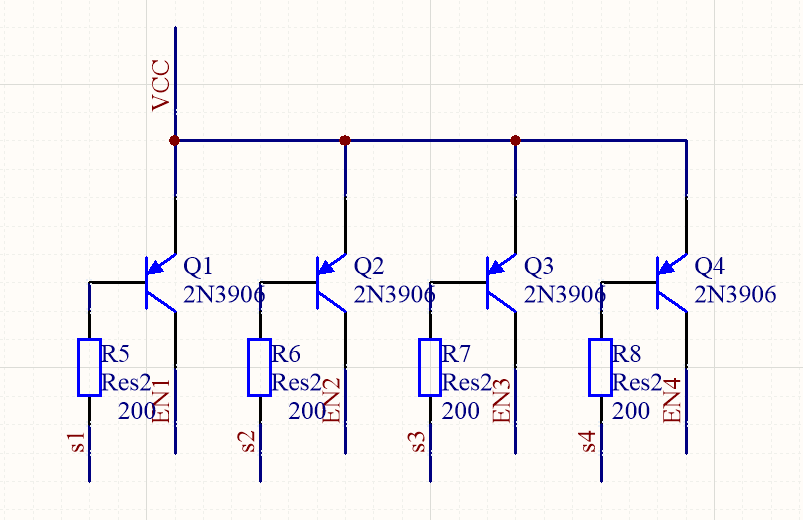 VCC
Q1
2N3906
Q2
2N3906
Q3
2N3906
Q4
2N3906
R5
Res2
200
EN1
s1
R6
Res2
200
EN2
s2
R7
Res2
200
EN3
s3
R8
Res2
200
EN4
s4